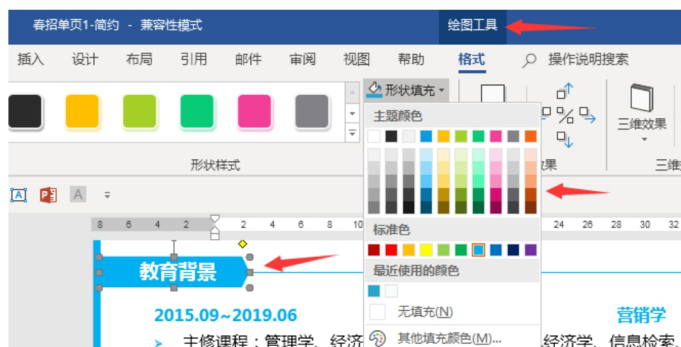 春招单页1-简约 - 兼容性模式 绘图工具
插入 设计 布局 引用 邮件 审阅 视图 帮助 格式 操作说明搜索
形状填充
主题颜色
三维效果
形状样式 效果 三维
A P A
标准色
8 6 4 2 2 4 6 8 10 24 26 28 30 32
最近使用的颜色
教育背景
无填充(N)
2015.09~2019.06 营销学
其他填充颜色(M)...
主修课程：管理学、经济 经济学、信息检索、